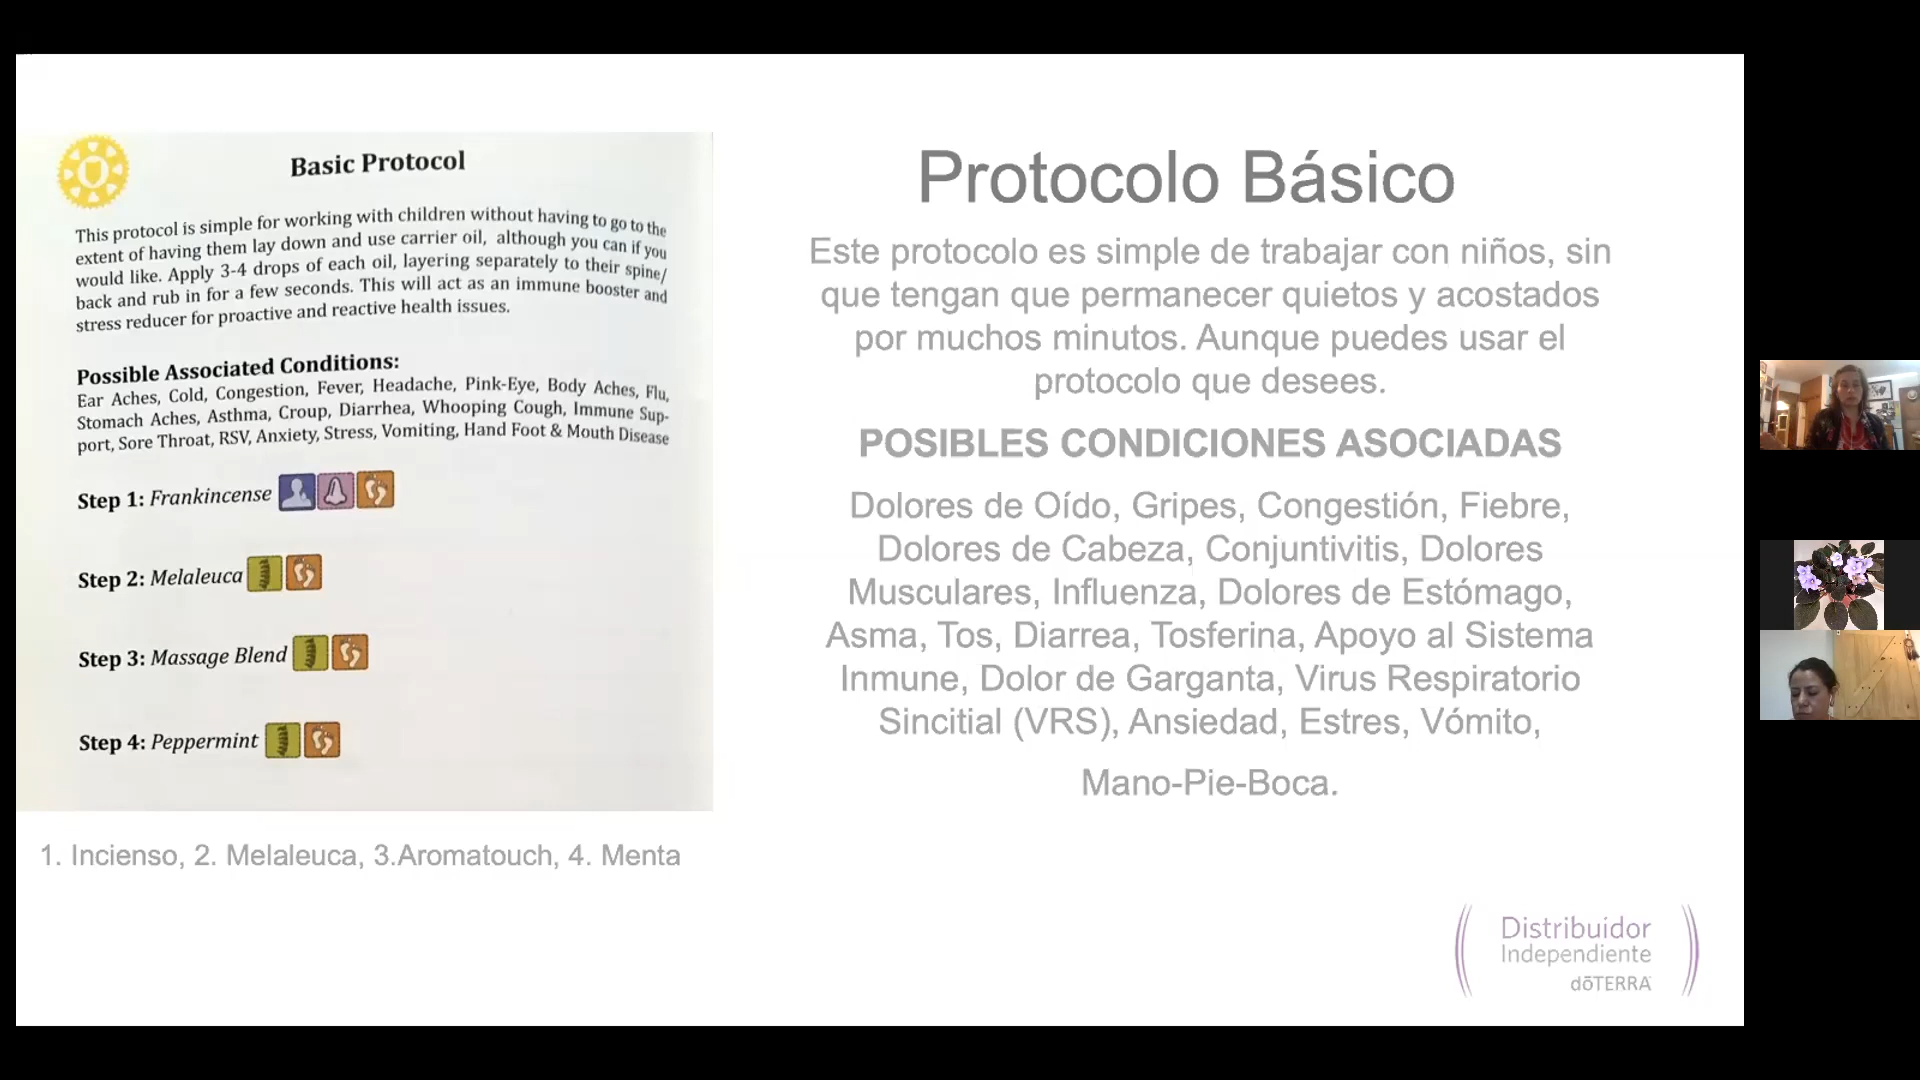 Basic Protocol
This protocol is simple for working with children without having to go to the
extent of having them lay down and use carrier oil, although you can if you
would like. Apply 3-4 drops of each oil, layering separately to their spine/
back and rub in for a few seconds. This will act as an immune booster and
stress reducer for proactive and reactive health issues.
Possible Associated Conditions:
Ear Aches, Cold, Congestion, Fever, Headache, Pink-Eye, Body Aches, Flu,
Stomach Aches, Asthma, Croup, Diarrhea, Whooping Cough, Immune Sup-
port, Sore Throat, RSV, Anxiety, Stress, Vomiting, Hand Foot & Mouth Disease
Step 1: Frankincense
Step 2: Melaleuca
Step 3: Massage Blend
Step 4: Peppermint
1. Incienso, 2. Melaleuca, 3.Aromatouch, 4. Menta
Protocolo Básico
Este protocolo es simple de trabajar con niños, sin
que tengan que permanecer quietos y acostados
por muchos minutos. Aunque puedes usar el
protocolo que desees.
POSIBLES CONDICIONES ASOCIADAS
Dolores de Oído, Gripes, Congestión, Fiebre,
Dolores de Cabeza, Conjuntivitis, Dolores
Musculares, Influenza, Dolores de Estómago,
Asma, Tos, Diarrea, Tosferina, Apoyo al Sistema
Inmune, Dolor de Garganta, Virus Respiratorio
Sincitial (VRS), Ansiedad, Estres, Vómito,
Mano-Pie-Boca.
Distribuidor
Independiente
dōTERRA